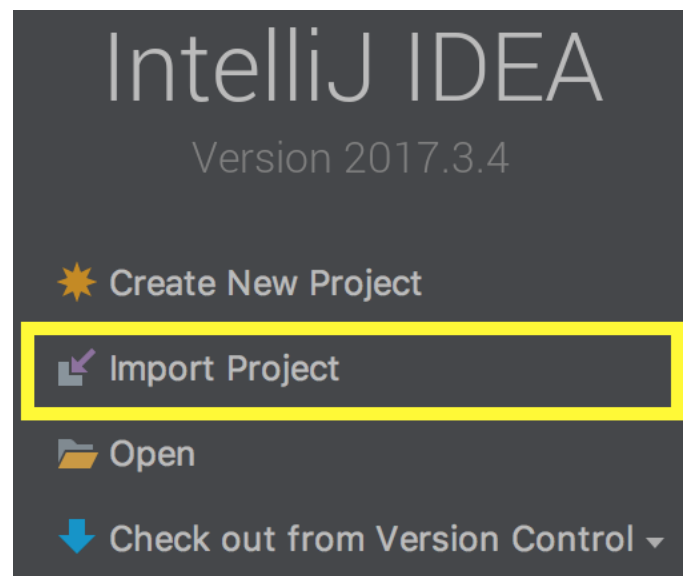 IntelliJ IDEA
Version 2017.3.4
Create New Project
Import Project
Open
Check out from Version Control